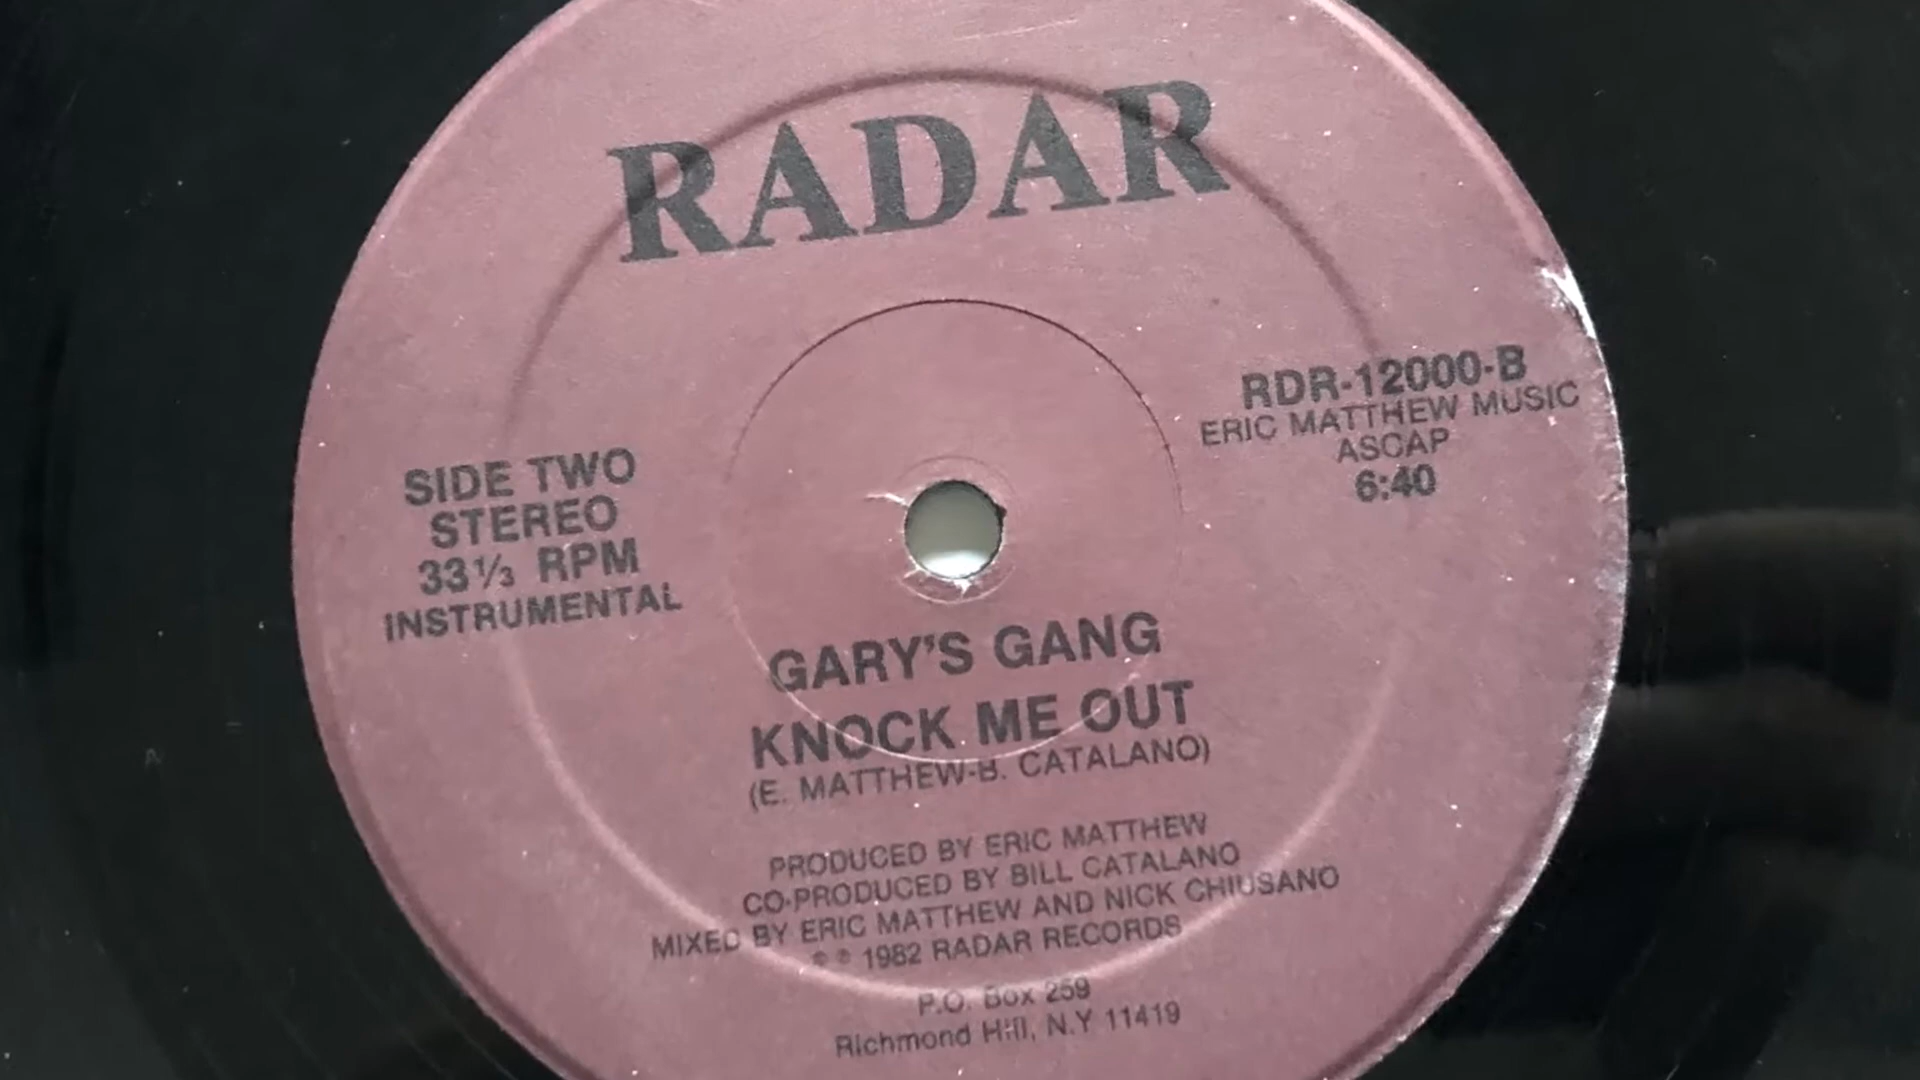 RADAR
RDR-12000-B
ERIC MATTHEW MUSIC
ASCAP
6:40
SIDE TWO
STEREO
33⅓ RPM
INSTRUMENTAL
GARY'S GANG
KNOCK ME OUT
(E. MATTHEW-B. CATALANO)
PRODUCED BY ERIC MATTHEW
CO-PRODUCED BY BILL CATALANO
MIXED BY ERIC MATTHEW AND NICK CHIUSANO
© ℗ 1982 RADAR RECORDS
P.O. Box 259
Richmond Hill, N.Y 11419